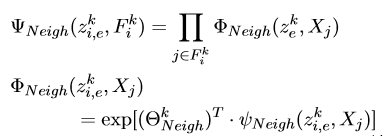 Ψ_{Neigh}(z^k_{i,e}, F^k_i) = ∏_{j∈F^k_i} Φ_{Neigh}(z^k_e, X_j)
Φ_{Neigh}(z^k_{i,e}, X_j)
= exp[(Θ^k_{Neigh})^T · ψ_{Neigh}(z^k_{i,e}, X_j)]